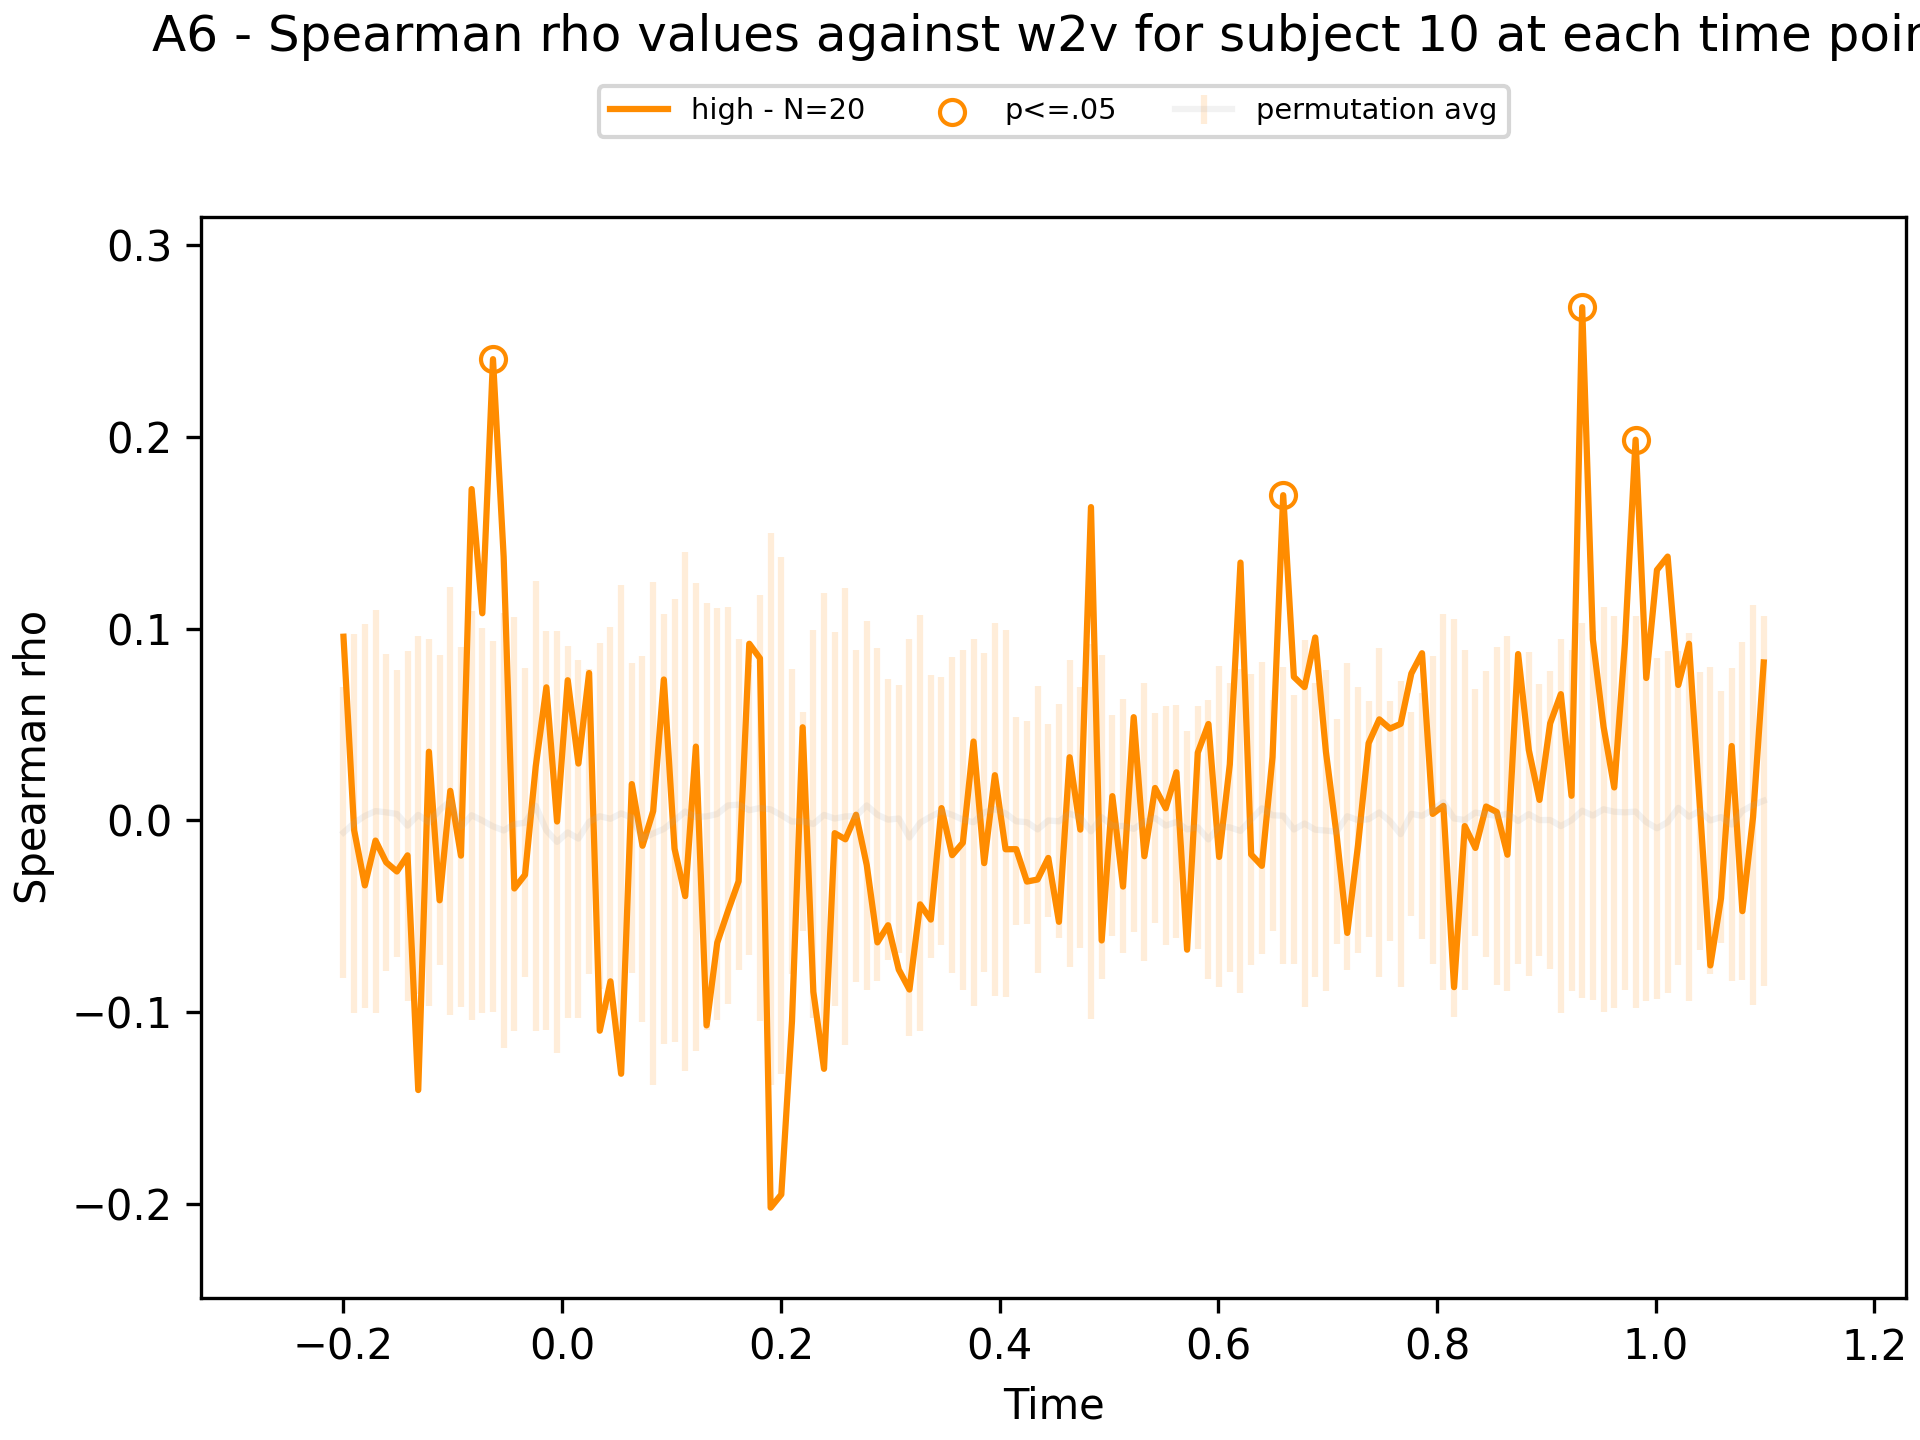 A6 - Spearman rho values against w2v for subject 10 at each time poin
high - N=20 p<=.05 permutation avg
0.3
0.2
0.1
0.0
−0.1
−0.2
Spearman rho
−0.2 0.0 0.2 0.4 0.6 0.8 1.0 1.2
Time